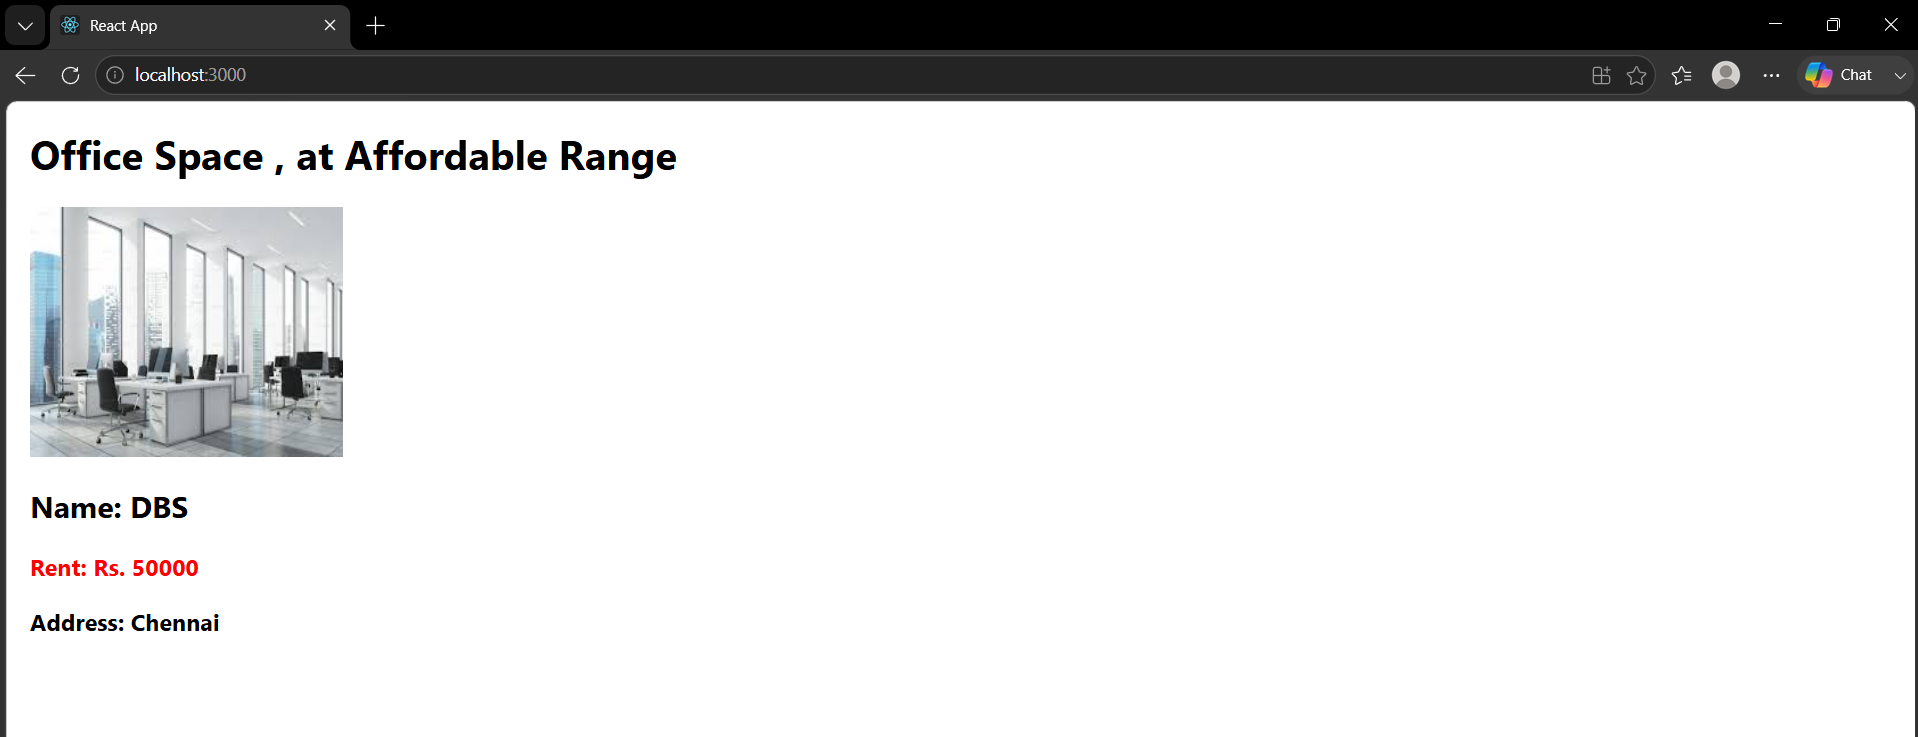 React App
localhost:3000
Chat
Office Space , at Affordable Range
Name: DBS
Rent: Rs. 50000
Address: Chennai